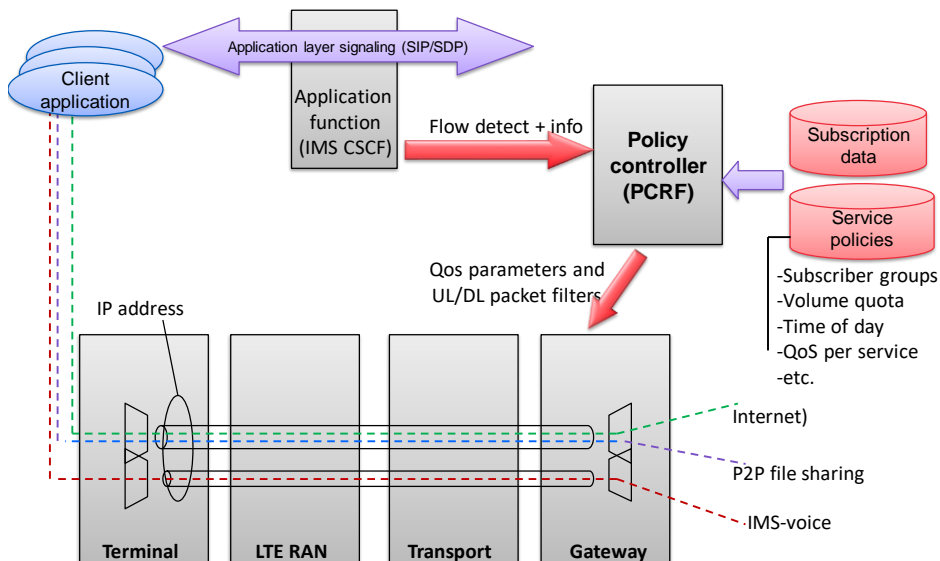 Application layer signaling (SIP/SDP)
Client
application
Application
function
(IMS CSCF)
Flow detect + info
Policy
controller
(PCRF)
Subscription
data
Service
policies
-Subscriber groups
-Volume quota
-Time of day
-QoS per service
-etc.
Qos parameters and
UL/DL packet filters
IP address
Internet)
P2P file sharing
IMS-voice
Terminal
LTE RAN
Transport
Gateway